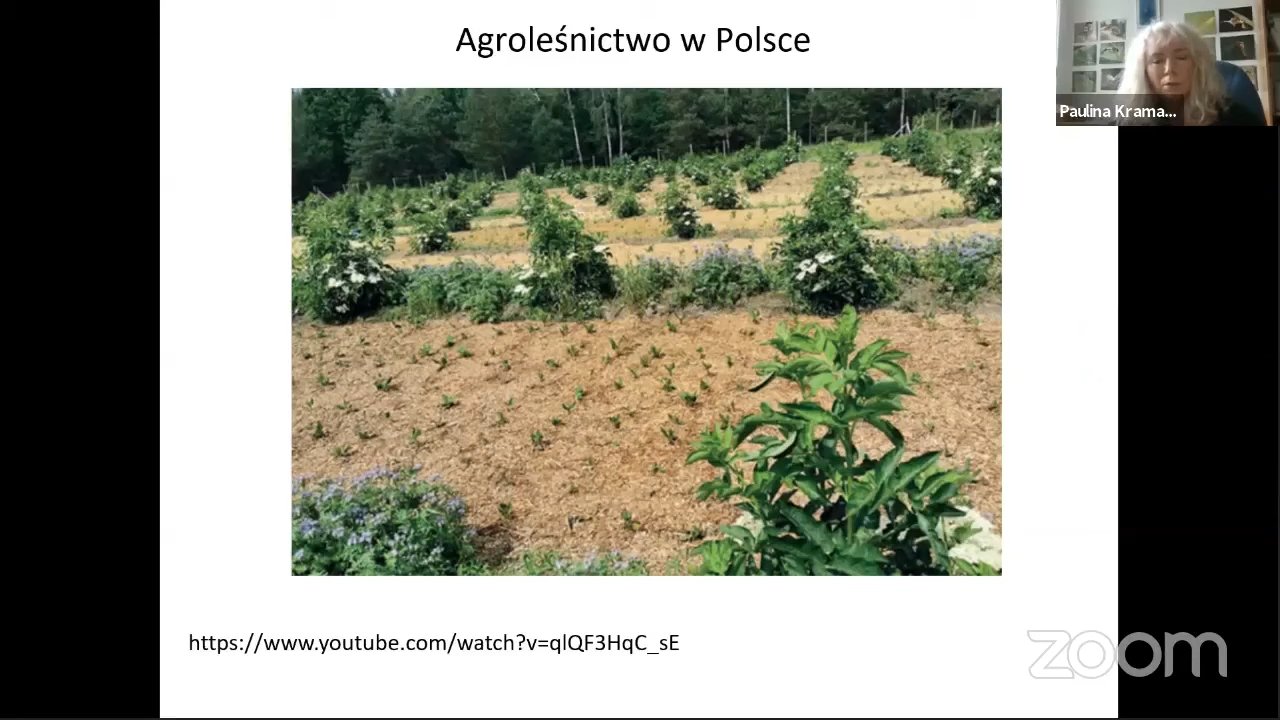 Agroleśnictwo w Polsce
Paulina Krama...
https://www.youtube.com/watch?v=qlQF3HqC_sE
zoom